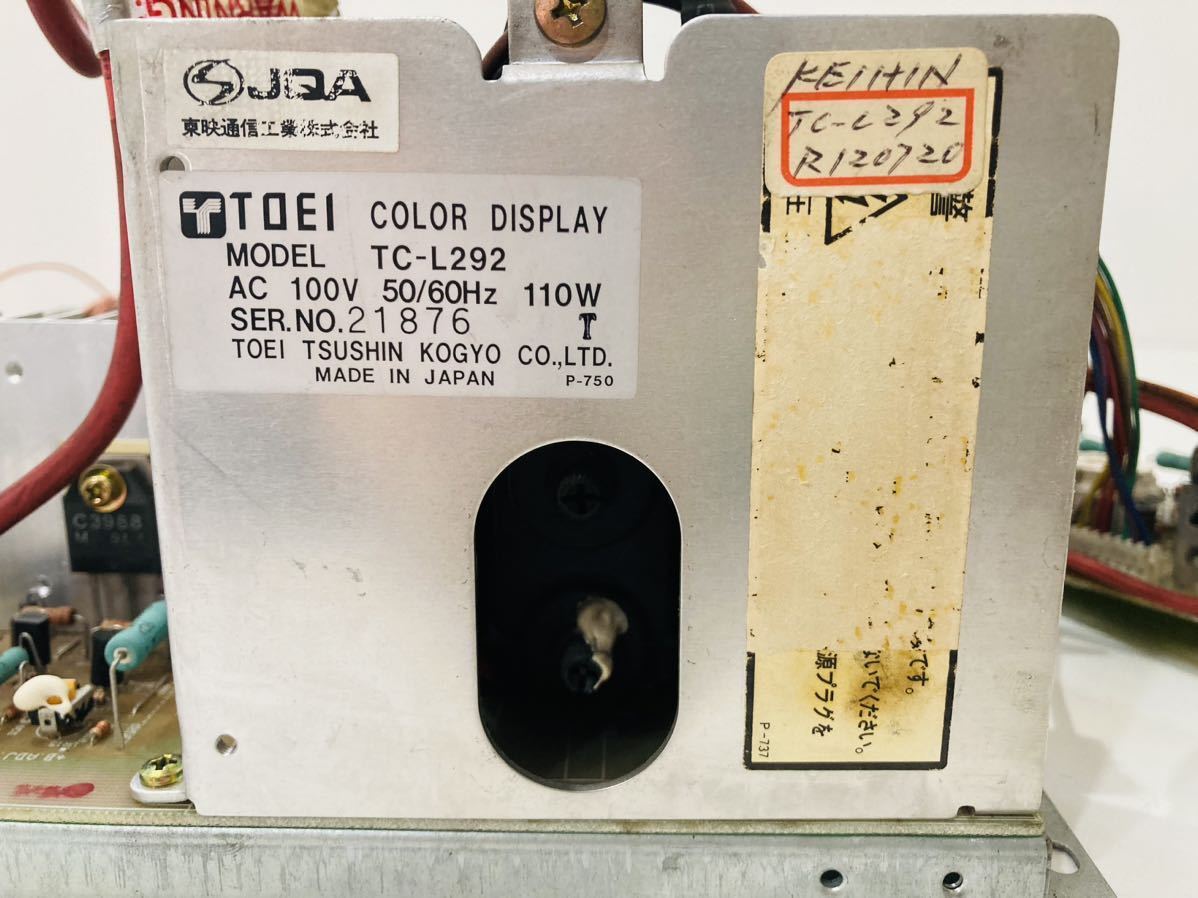 WARNING
JQA
東映通信工業株式会社
KEIHIN
TC-L292
R120720
TOEI COLOR DISPLAY
MODEL TC-L292
AC 100V 50/60Hz 110W
SER.NO.21876 T
TOEI TSUSHIN KOGYO CO.,LTD.
MADE IN JAPAN P-750
C3988
です。
いてください。
源プラグを
P-737